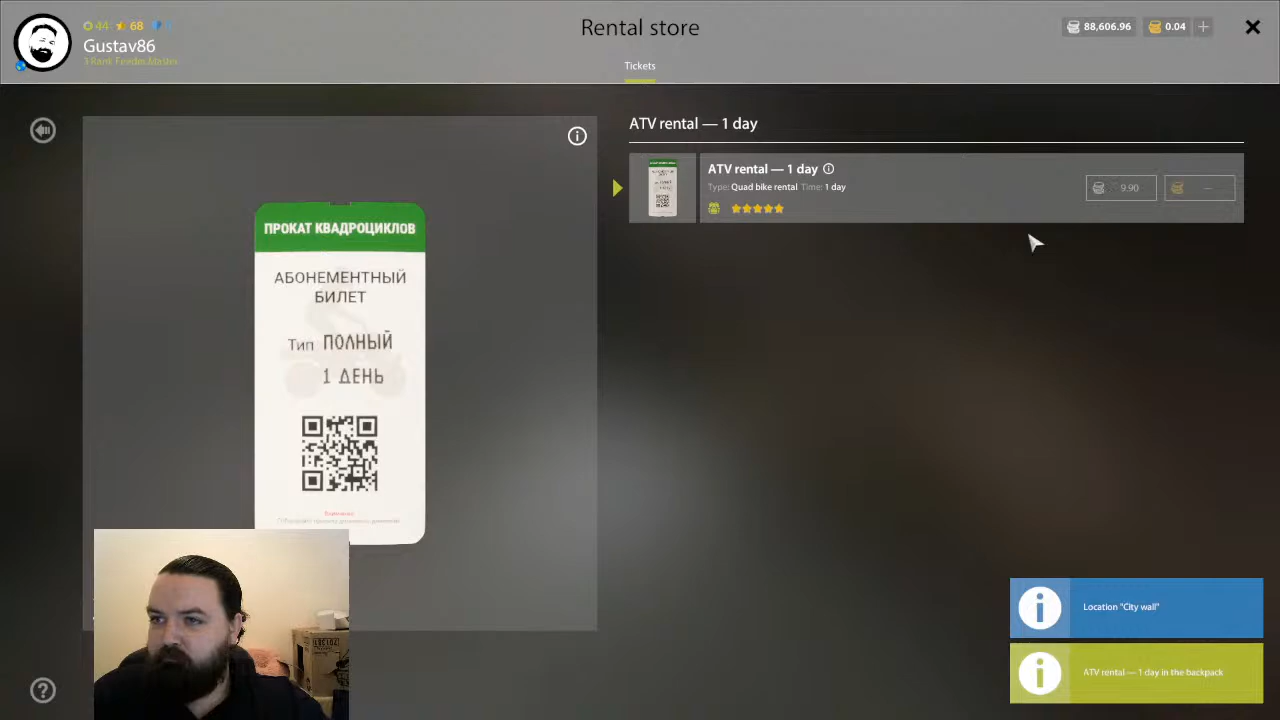 44 68
Gustav86
Rental store
88,606.96
0.04
Tickets
ATV rental — 1 day
ATV rental — 1 day
Type: Quad bike rental Time: 1 day
9.90
—
ПРОКАТ КВАДРОЦИКЛОВ
АБОНЕМЕНТНЫЙ
БИЛЕТ
Тип ПОЛНЫЙ
1 ДЕНЬ
Location "City wall"
ATV rental — 1 day in the backpack
?